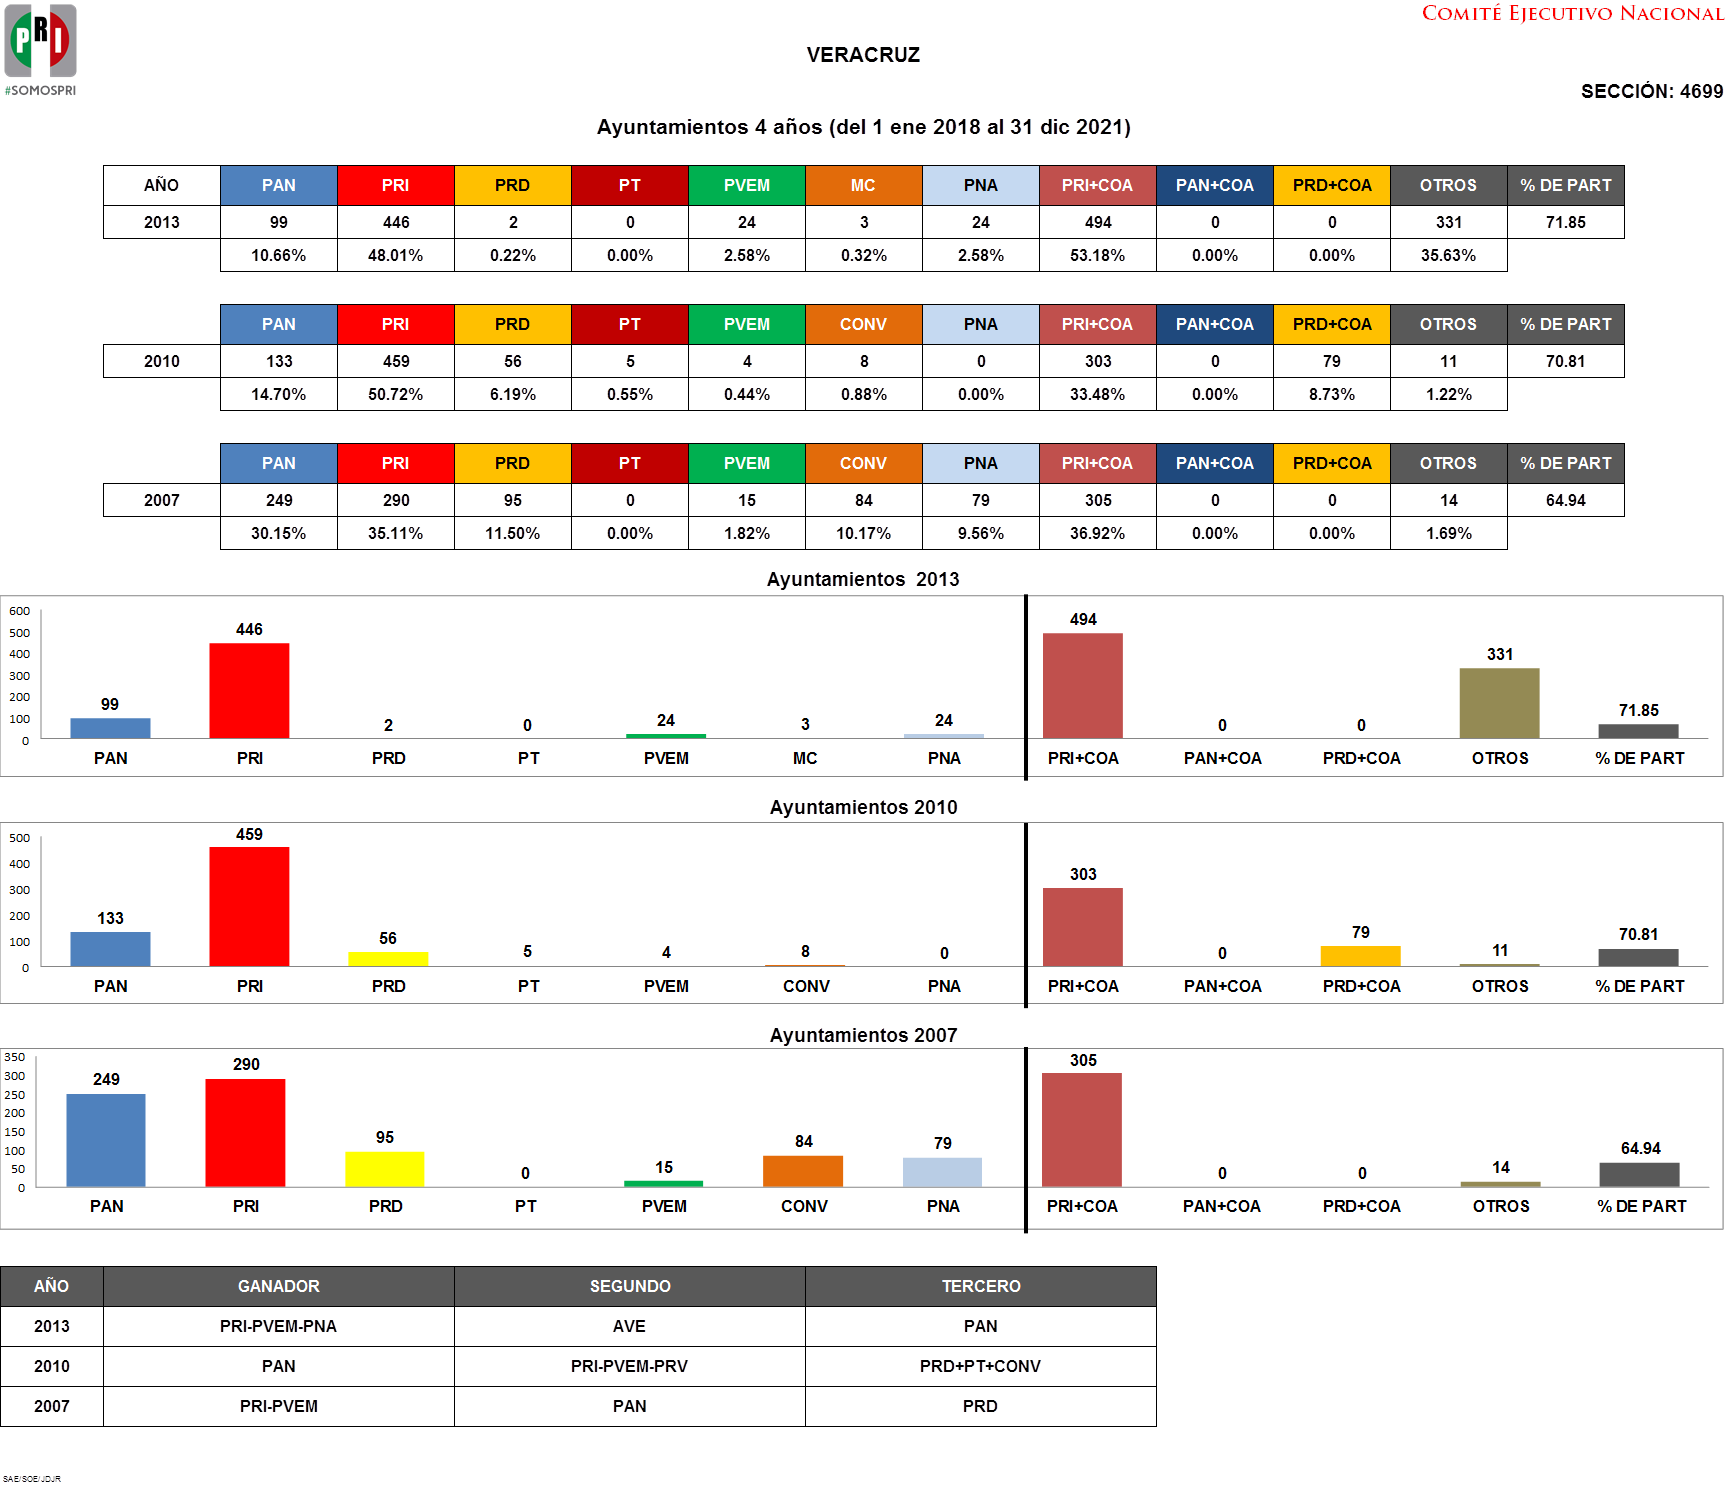 PRI
#SOMOSPRI
COMITÉ EJECUTIVO NACIONAL
VERACRUZ
SECCIÓN: 4699
Ayuntamientos 4 años (del 1 ene 2018 al 31 dic 2021)
AÑO PAN PRI PRD PT PVEM MC PNA PRI+COA PAN+COA PRD+COA OTROS % DE PART
2013 99 446 2 0 24 3 24 494 0 0 331 71.85
10.66% 48.01% 0.22% 0.00% 2.58% 0.32% 2.58% 53.18% 0.00% 0.00% 35.63%
PAN PRI PRD PT PVEM CONV PNA PRI+COA PAN+COA PRD+COA OTROS % DE PART
2010 133 459 56 5 4 8 0 303 0 79 11 70.81
14.70% 50.72% 6.19% 0.55% 0.44% 0.88% 0.00% 33.48% 0.00% 8.73% 1.22%
PAN PRI PRD PT PVEM CONV PNA PRI+COA PAN+COA PRD+COA OTROS % DE PART
2007 249 290 95 0 15 84 79 305 0 0 14 64.94
30.15% 35.11% 11.50% 0.00% 1.82% 10.17% 9.56% 36.92% 0.00% 0.00% 1.69%
Ayuntamientos 2013
600
500
400
300
200
100
0
99 446 2 0 24 3 24 494 0 0 331 71.85
PAN PRI PRD PT PVEM MC PNA PRI+COA PAN+COA PRD+COA OTROS % DE PART
Ayuntamientos 2010
500
400
300
200
100
0
133 459 56 5 4 8 0 303 0 79 11 70.81
PAN PRI PRD PT PVEM CONV PNA PRI+COA PAN+COA PRD+COA OTROS % DE PART
Ayuntamientos 2007
350
300
250
200
150
100
50
0
249 290 95 0 15 84 79 305 0 0 14 64.94
PAN PRI PRD PT PVEM CONV PNA PRI+COA PAN+COA PRD+COA OTROS % DE PART
AÑO GANADOR SEGUNDO TERCERO
2013 PRI-PVEM-PNA AVE PAN
2010 PAN PRI-PVEM-PRV PRD+PT+CONV
2007 PRI-PVEM PAN PRD
SAE/SOE/JDJR